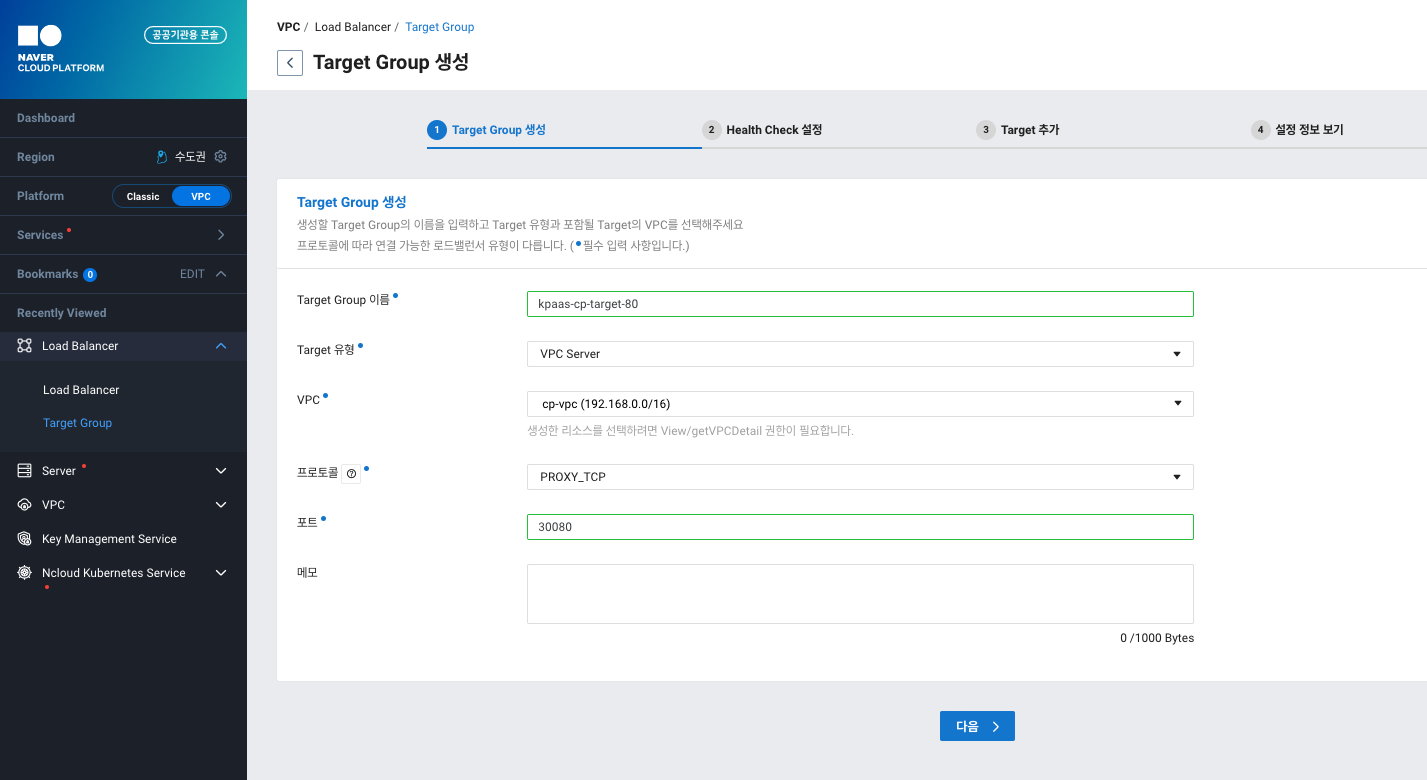 NAVER
CLOUD PLATFORM
공공기관용 콘솔
Dashboard
Region 수도권
Platform Classic VPC
Services
Bookmarks 0 EDIT
Recently Viewed
Load Balancer
Load Balancer
Target Group
Server
VPC
Key Management Service
Ncloud Kubernetes Service
VPC / Load Balancer / Target Group
Target Group 생성
1 Target Group 생성 2 Health Check 설정 3 Target 추가 4 설정 정보 보기
Target Group 생성
생성할 Target Group의 이름을 입력하고 Target 유형과 포함될 Target의 VPC를 선택해주세요
프로토콜에 따라 연결 가능한 로드밸런서 유형이 다릅니다. (•필수 입력 사항입니다.)
Target Group 이름• kpaas-cp-target-80
Target 유형• VPC Server
VPC• cp-vpc (192.168.0.0/16)
생성한 리소스를 선택하려면 View/getVPCDetail 권한이 필요합니다.
프로토콜 ?• PROXY_TCP
포트• 30080
메모
0 /1000 Bytes
다음 >